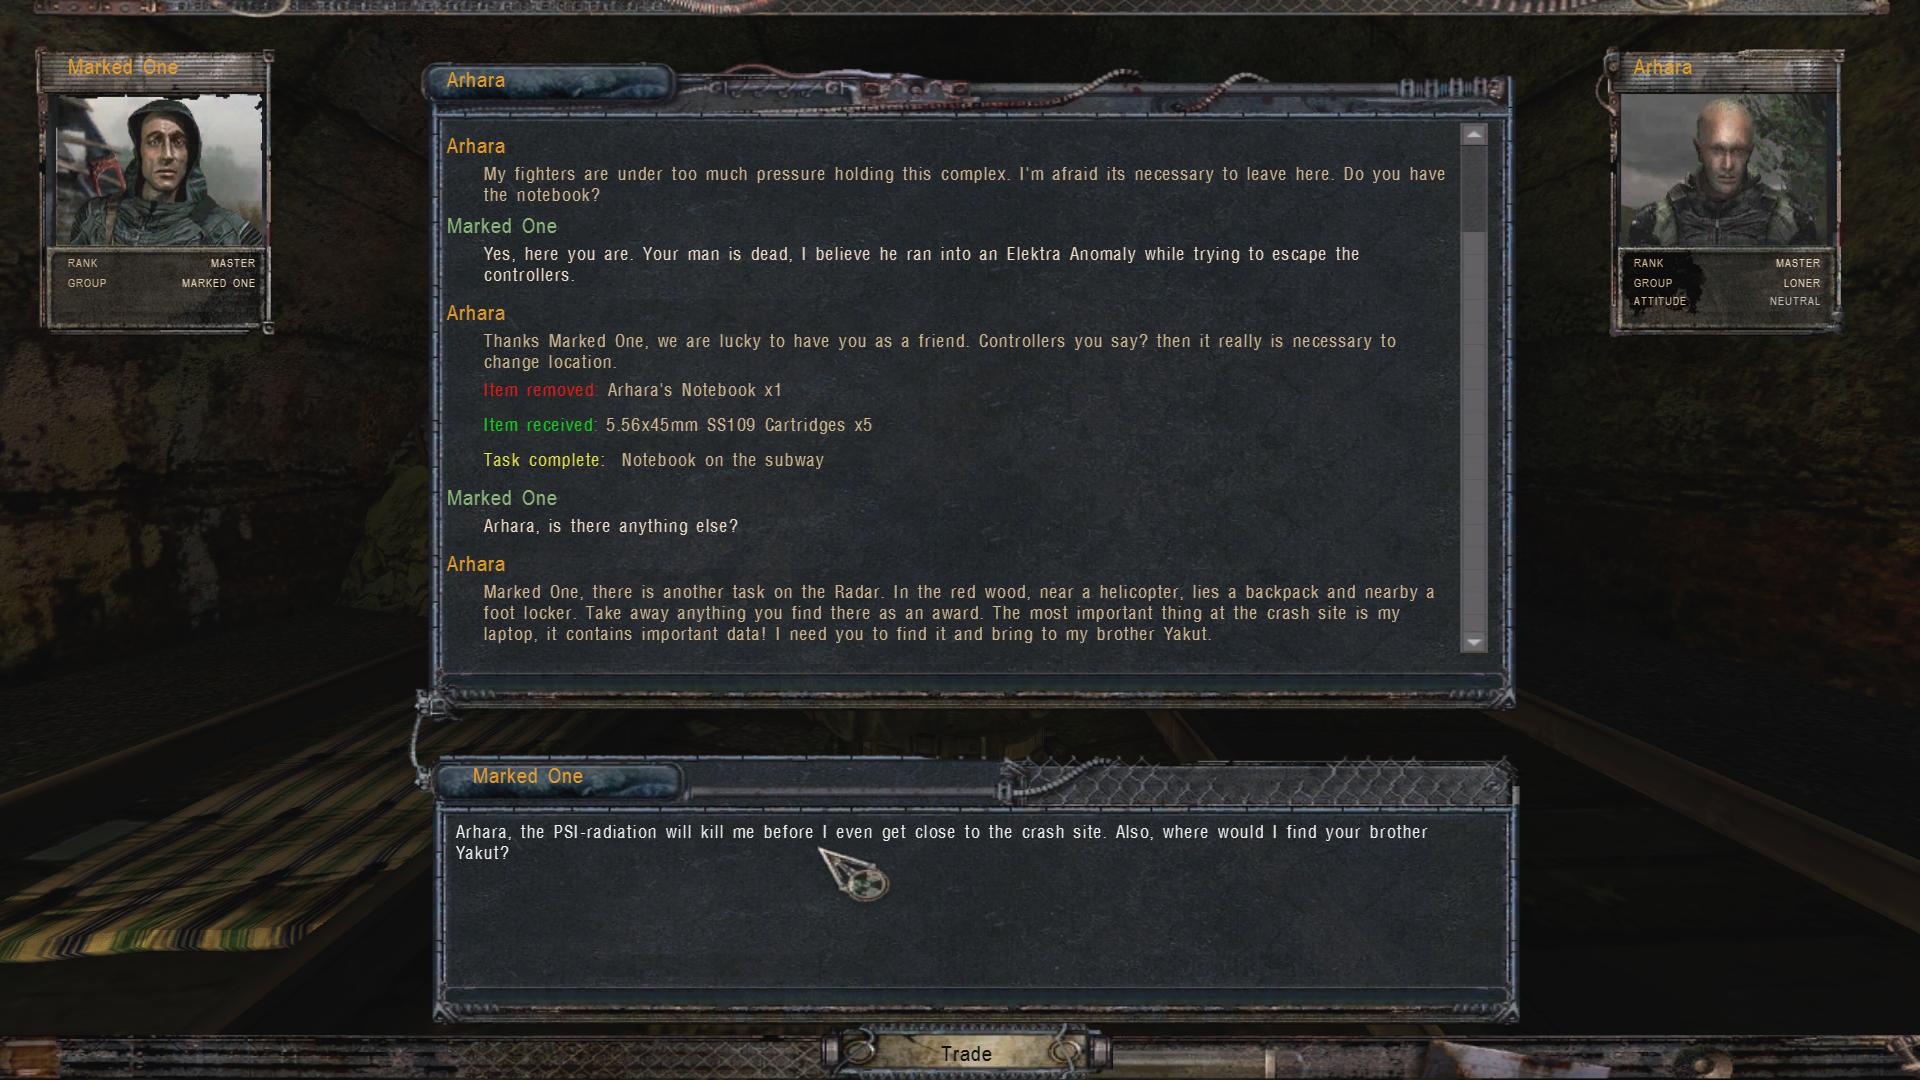 Marked One
RANK MASTER
GROUP MARKED ONE
Arhara
Arhara
My fighters are under too much pressure holding this complex. I'm afraid its necessary to leave here. Do you have
the notebook?
Marked One
Yes, here you are. Your man is dead, I believe he ran into an Elektra Anomaly while trying to escape the
controllers.
Arhara
Thanks Marked One, we are lucky to have you as a friend. Controllers you say? then it really is necessary to
change location.
Item removed: Arhara's Notebook x1
Item received: 5.56x45mm SS109 Cartridges x5
Task complete: Notebook on the subway
Marked One
Arhara, is there anything else?
Arhara
Marked One, there is another task on the Radar. In the red wood, near a helicopter, lies a backpack and nearby a
foot locker. Take away anything you find there as an award. The most important thing at the crash site is my
laptop, it contains important data! I need you to find it and bring to my brother Yakut.
Arhara
RANK MASTER
GROUP LONER
ATTITUDE NEUTRAL
Marked One
Arhara, the PSI-radiation will kill me before I even get close to the crash site. Also, where would I find your brother
Yakut?
Trade